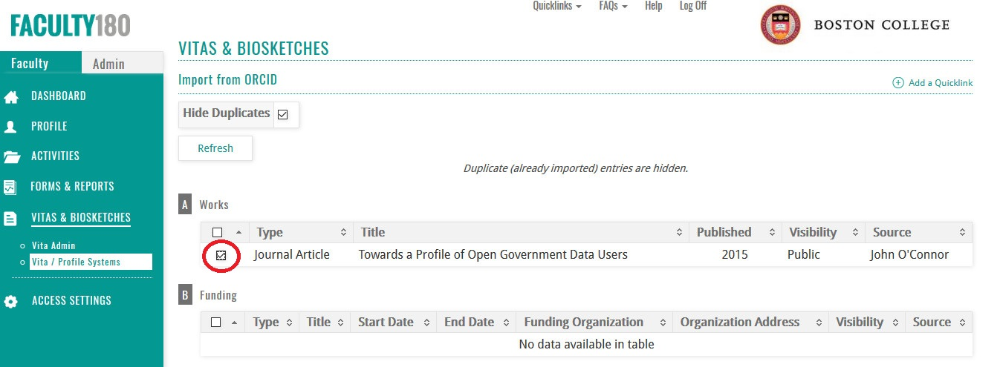 Quicklinks FAQs Help Log Off
FACULTY180
BOSTON COLLEGE
VITAS & BIOSKETCHES
Faculty Admin
Import from ORCID
Add a Quicklink
DASHBOARD
PROFILE
ACTIVITIES
FORMS & REPORTS
VITAS & BIOSKETCHES
Vita Admin
Vita / Profile Systems
ACCESS SETTINGS
Hide Duplicates
Refresh
Duplicate (already imported) entries are hidden.
A Works
Type Title Published Visibility Source
Journal Article Towards a Profile of Open Government Data Users 2015 Public John O'Connor
B Funding
Type Title Start Date End Date Funding Organization Organization Address Visibility Source
No data available in table